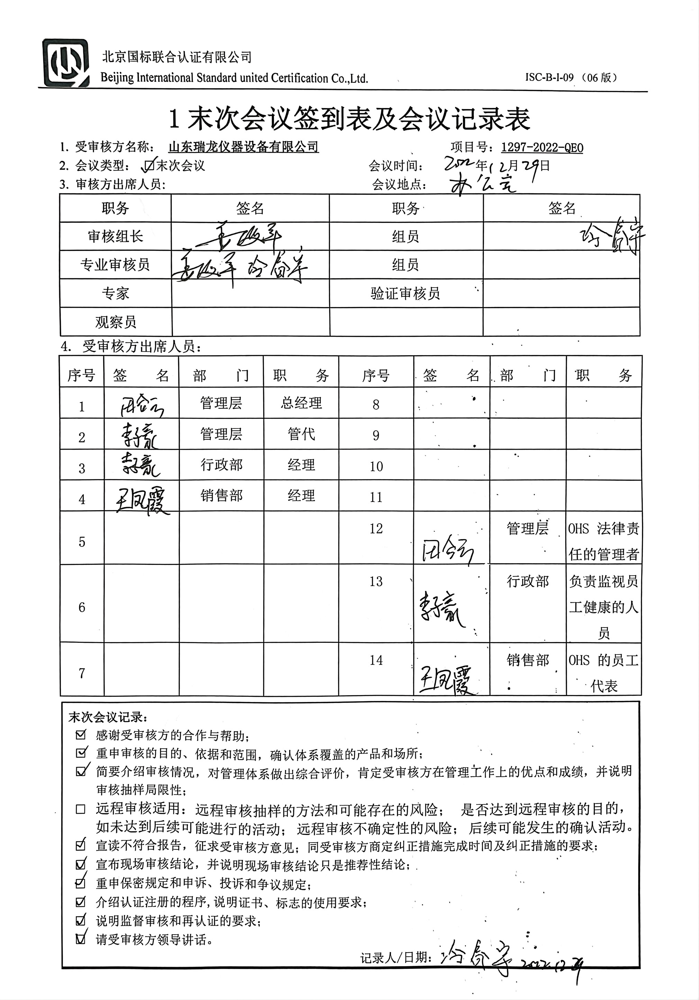 北京国标联合认证有限公司
Beijing International Standard united Certification Co.,Ltd.
ISC-B-I-09（06版）
1 末次会议签到表及会议记录表
1. 受审核方名称： 山东瑞龙仪器设备有限公司 项目号：1297-2022-QEO
2. 会议类型： 末次会议 会议时间： 2022年12月29日
3. 审核方出席人员： 会议地点： 办公室
职务 签名 职务 签名
审核组长 组员
专业审核员 组员
专家 验证审核员
观察员
4. 受审核方出席人员：
序号 签 名 部 门 职 务 序号 签 名 部 门 职 务
1 管理层 总经理 8
2 管理层 管代 9
3 行政部 经理 10
4 王凤霞 销售部 经理 11
5 12 管理层 OHS 法律责
任的管理者
6 13 行政部 负责监视员
工健康的人
员
7 14 王凤霞 销售部 OHS 的员工
代表
末次会议记录：
☑ 感谢受审核方的合作与帮助；
☑ 重申审核的目的、依据和范围，确认体系覆盖的产品和场所；
☑ 简要介绍审核情况，对管理体系做出综合评价，肯定受审核方在管理工作上的优点和成绩，并说明
审核抽样局限性；
□ 远程审核适用：远程审核抽样的方法和可能存在的风险； 是否达到远程审核的目的，
如未达到后续可能进行的活动；远程审核不确定性的风险；后续可能发生的确认活动。
☑ 宣读不符合报告，征求受审核方意见；同受审核方商定纠正措施完成时间及纠正措施的要求；
☑ 宣布现场审核结论，并说明现场审核结论只是推荐性结论；
☑ 重申保密规定和申诉、投诉和争议规定；
☑ 介绍认证注册的程序,说明证书、标志的使用要求；
☑ 说明监督审核和再认证的要求；
☑ 请受审核方领导讲话。
记录人/日期： 2022.12.29